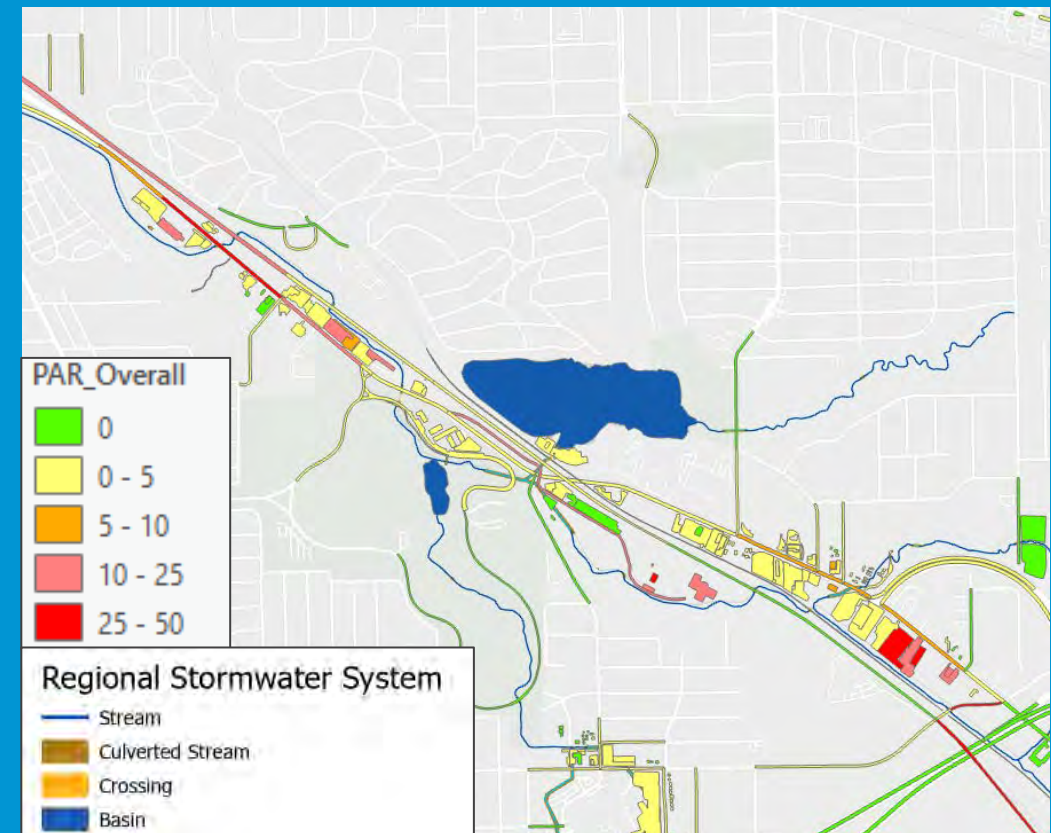 PAR_Overall
0
0 - 5
5 - 10
10 - 25
25 - 50
Regional Stormwater System
Stream
Culverted Stream
Crossing
Basin